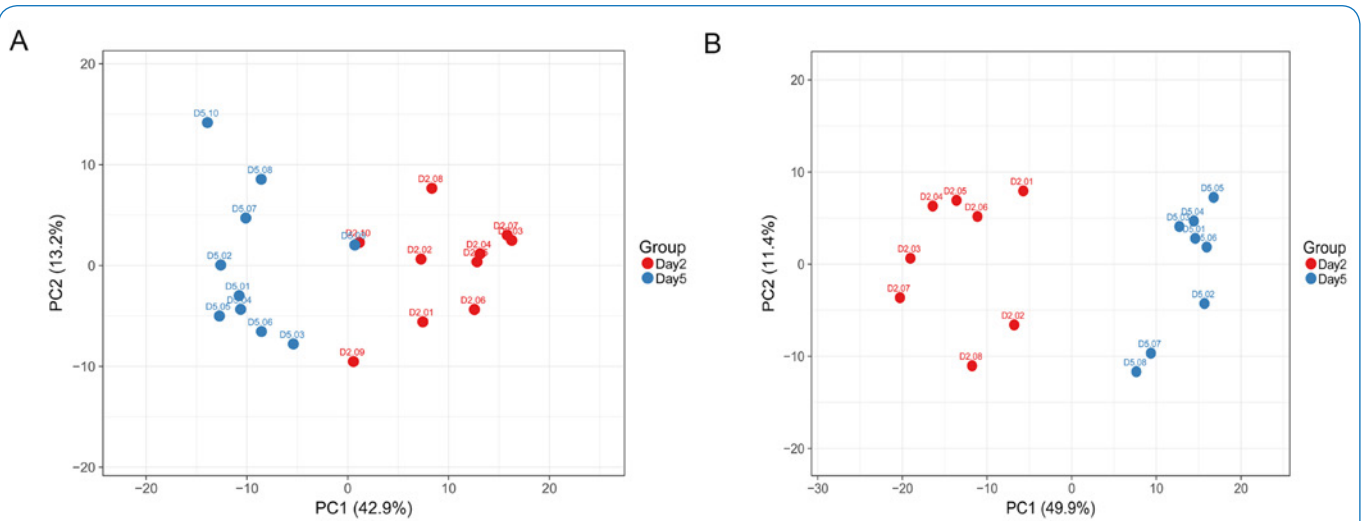 A
B
20
10
0
−10
−20
−20
−10
0
10
20
PC2 (13.2%)
PC1 (42.9%)
D5.10
D5.08
D5.07
D5.02
D5.01
D5.05
D5.06
D5.03
D2.08
D2.10
D2.02
D2.07
D2.04
D2.06
D2.01
D2.09
Group
Day2
Day5
20
10
0
−10
−20
−30
−20
−10
0
10
20
PC2 (11.4%)
PC1 (49.9%)
D2.04
D2.05
D2.06
D2.01
D2.03
D2.07
D2.02
D2.08
D5.05
D5.04
D5.03
D5.01
D5.06
D5.02
D5.07
D5.08
Group
Day2
Day5